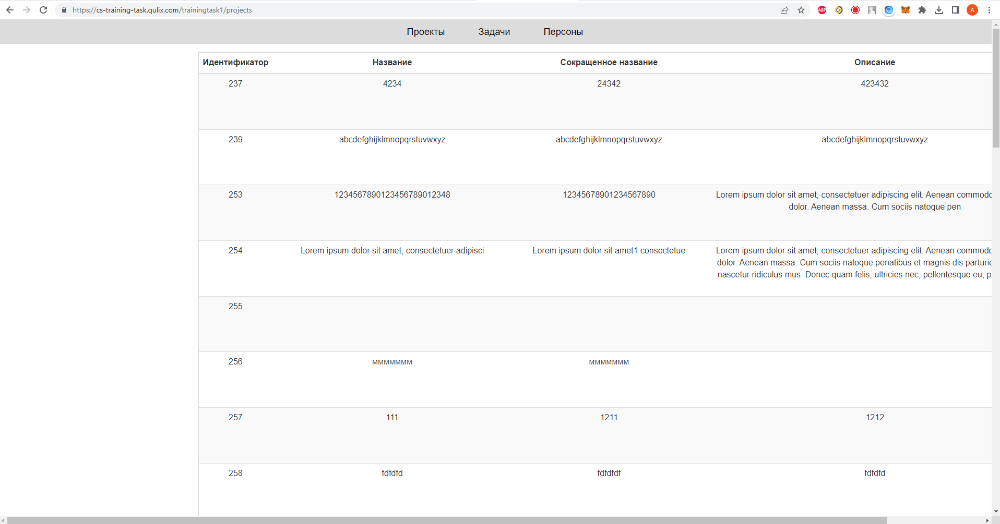 https://cs-training-task.qulix.com/trainingtask1/projects
ABP
A
Проекты Задачи Персоны
Идентификатор Название Сокращенное название Описание
237 4234 24342 423432
239 abcdefghijklmnopqrstuvwxyz abcdefghijklmnopqrstuvwxyz abcdefghijklmnopqrstuvwxyz
253 1234567890123456789012348 12345678901234567890 Lorem ipsum dolor sit amet, consectetuer adipiscing elit. Aenean commodo
dolor. Aenean massa. Cum sociis natoque pen
254 Lorem ipsum dolor sit amet, consectetuer adipisci Lorem ipsum dolor sit amet1 consectetue Lorem ipsum dolor sit amet, consectetuer adipiscing elit. Aenean commodo
dolor. Aenean massa. Cum sociis natoque penatibus et magnis dis parturie
nascetur ridiculus mus. Donec quam felis, ultricies nec, pellentesque eu, p
255
256 ммммммм ммммммм
257 111 1211 1212
258 fdfdfd fdfdfdf fdfdfd